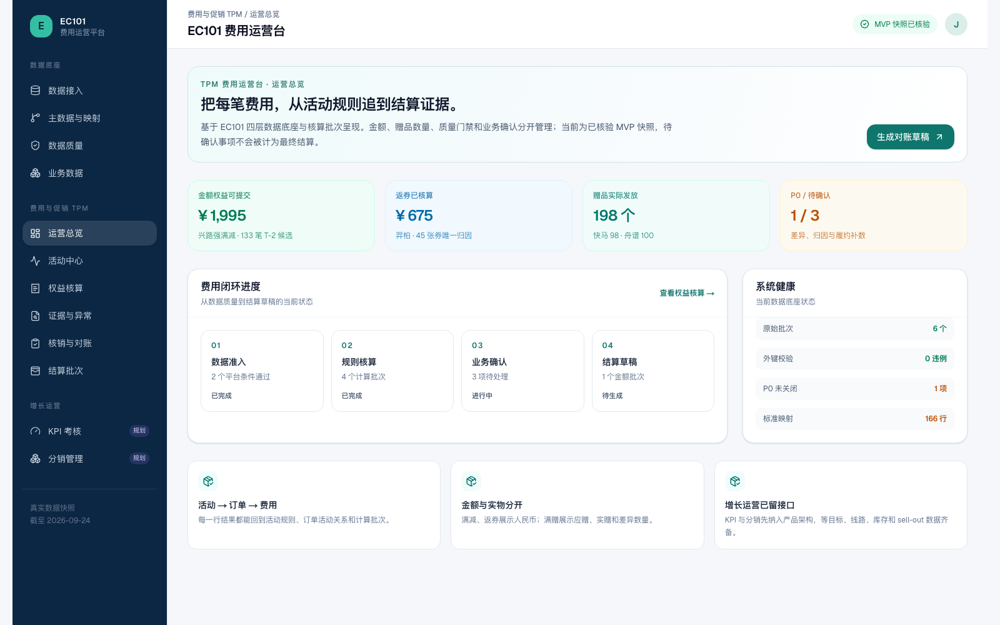 E
EC101
费用运营平台
数据底座
数据接入
主数据与映射
数据质量
业务数据
费用与促销 TPM
运营总览
活动中心
权益核算
证据与异常
核销与对账
结算批次
增长运营
KPI 考核
规划
分销管理
规划
真实数据快照
截至 2026-09-24
费用与促销 TPM / 运营总览
EC101 费用运营台
MVP 快照已核验
J
TPM 费用运营台 · 运营总览
把每笔费用，从活动规则追到结算证据。
基于 EC101 四层数据底座与核算批次呈现。金额、赠品数量、质量门禁和业务确认分开管理；当前为已核验 MVP 快照，待
确认事项不会被计为最终结算。
生成对账草稿
金额权益可提交
¥ 1,995
兴路强满减 · 133 笔 T-2 候选
返券已核算
¥ 675
羿柏 · 45 张券唯一归因
赠品实际发放
198 个
快马 98 · 舟谱 100
P0 / 待确认
1 / 3
差异、归因与履约补数
费用闭环进度
从数据质量到结算草稿的当前状态
查看权益核算 →
01
数据准入
2 个平台条件通过
已完成
02
规则核算
4 个计算批次
已完成
03
业务确认
3 项待处理
进行中
04
结算草稿
1 个金额批次
待生成
系统健康
当前数据底座状态
原始批次
6 个
外键校验
0 违例
P0 未关闭
1 项
标准映射
166 行
活动 → 订单 → 费用
每一行结果都能回到活动规则、订单活动关系和计算批次。
金额与实物分开
满减、返券展示人民币；满赠展示应赠、实赠和差异数量。
增长运营已留接口
KPI 与分销先纳入产品架构，等目标、线路、库存和 sell-out 数据齐
备。